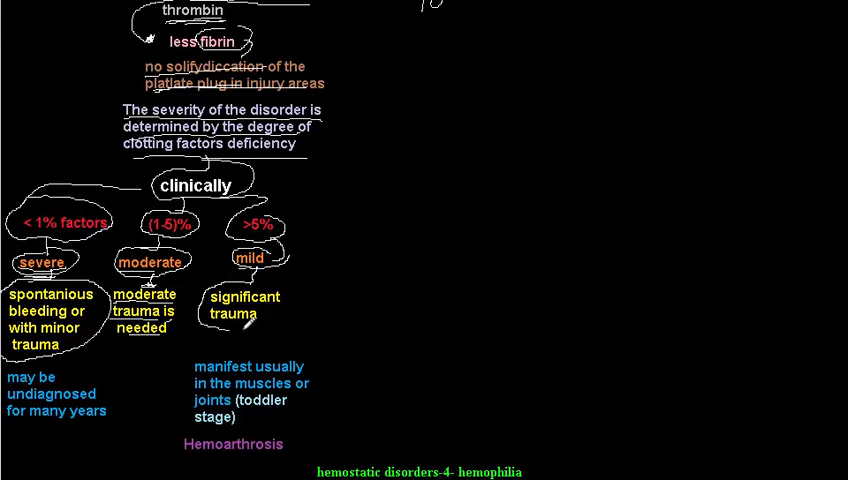 thrombin
less fibrin
no solifydiccation of the
platlate plug in injury areas
The severity of the disorder is
determined by the degree of
clotting factors deficiency
clinically
< 1% factors
(1-5)%
>5%
severe
moderate
mild
spontanious
bleeding or
with minor
trauma
moderate
trauma is
needed
significant
trauma
may be
undiagnosed
for many years
manifest usually
in the muscles or
joints (toddler
stage)
Hemoarthrosis
hemostatic disorders-4- hemophilia